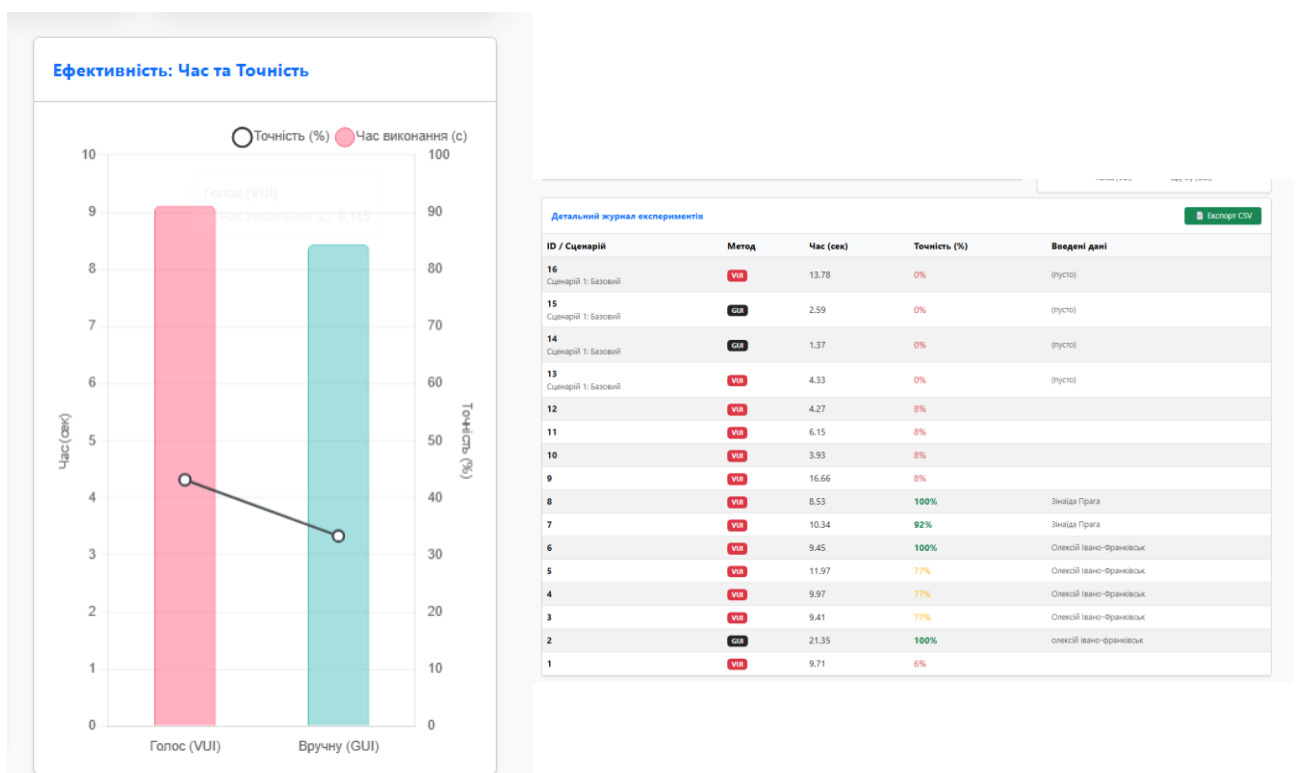 Ефективність: Час та Точність
Точність (%) Час виконання (с)
10 100
Голос (VUI)
Час виконання (с): 9,115
9 90
8 80
7 70
6 60
Час (сек)
Точність (%)
5 50
4 40
3 30
2 20
1 10
0 0
Голос (VUI) Вручну (GUI)
Детальний журнал експериментів Експорт CSV
ID / Сценарій Метод Час (сек) Точність (%) Введені дані
16 VUI 13.78 0% (пусто)
Сценарій 1: Базовий
15 GUI 2.59 0% (пусто)
Сценарій 1: Базовий
14 GUI 1.37 0% (пусто)
Сценарій 1: Базовий
13 VUI 4.33 0% (пусто)
Сценарій 1: Базовий
12 VUI 4.27 8%
11 VUI 6.15 8%
10 VUI 3.93 8%
9 VUI 16.66 8%
8 VUI 8.53 100% Зінаїда Прага
7 VUI 10.34 92% Зінаїда Прага
6 VUI 9.45 100% Олексій Івано-Франківськ
5 VUI 11.97 77% Олексій Івано-Франківськ
4 VUI 9.97 77% Олексій Івано-Франківськ
3 VUI 9.41 77% Олексій Івано-Франківськ
2 GUI 21.35 100% олексій івано-франківськ
1 VUI 9.71 6%